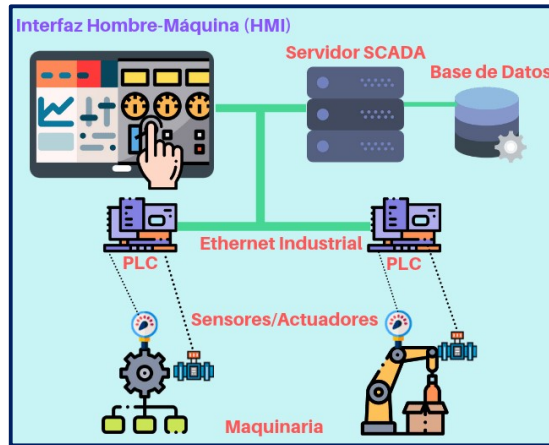 Interfaz Hombre-Máquina (HMI)
Servidor SCADA
Base de Datos
Ethernet Industrial
PLC
PLC
Sensores/Actuadores
Maquinaria